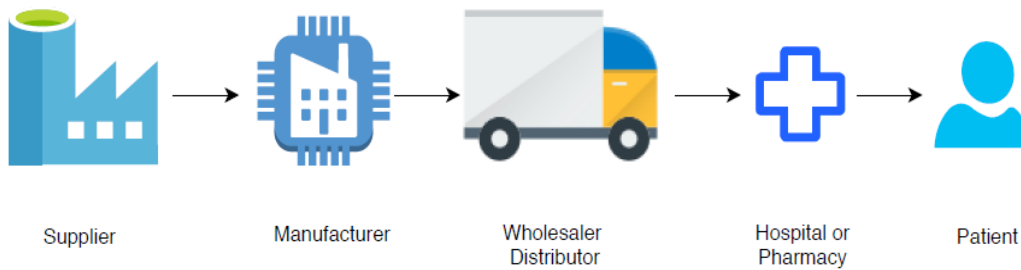 Supplier
Manufacturer
Wholesaler
Distributor
Hospital or
Pharmacy
Patient